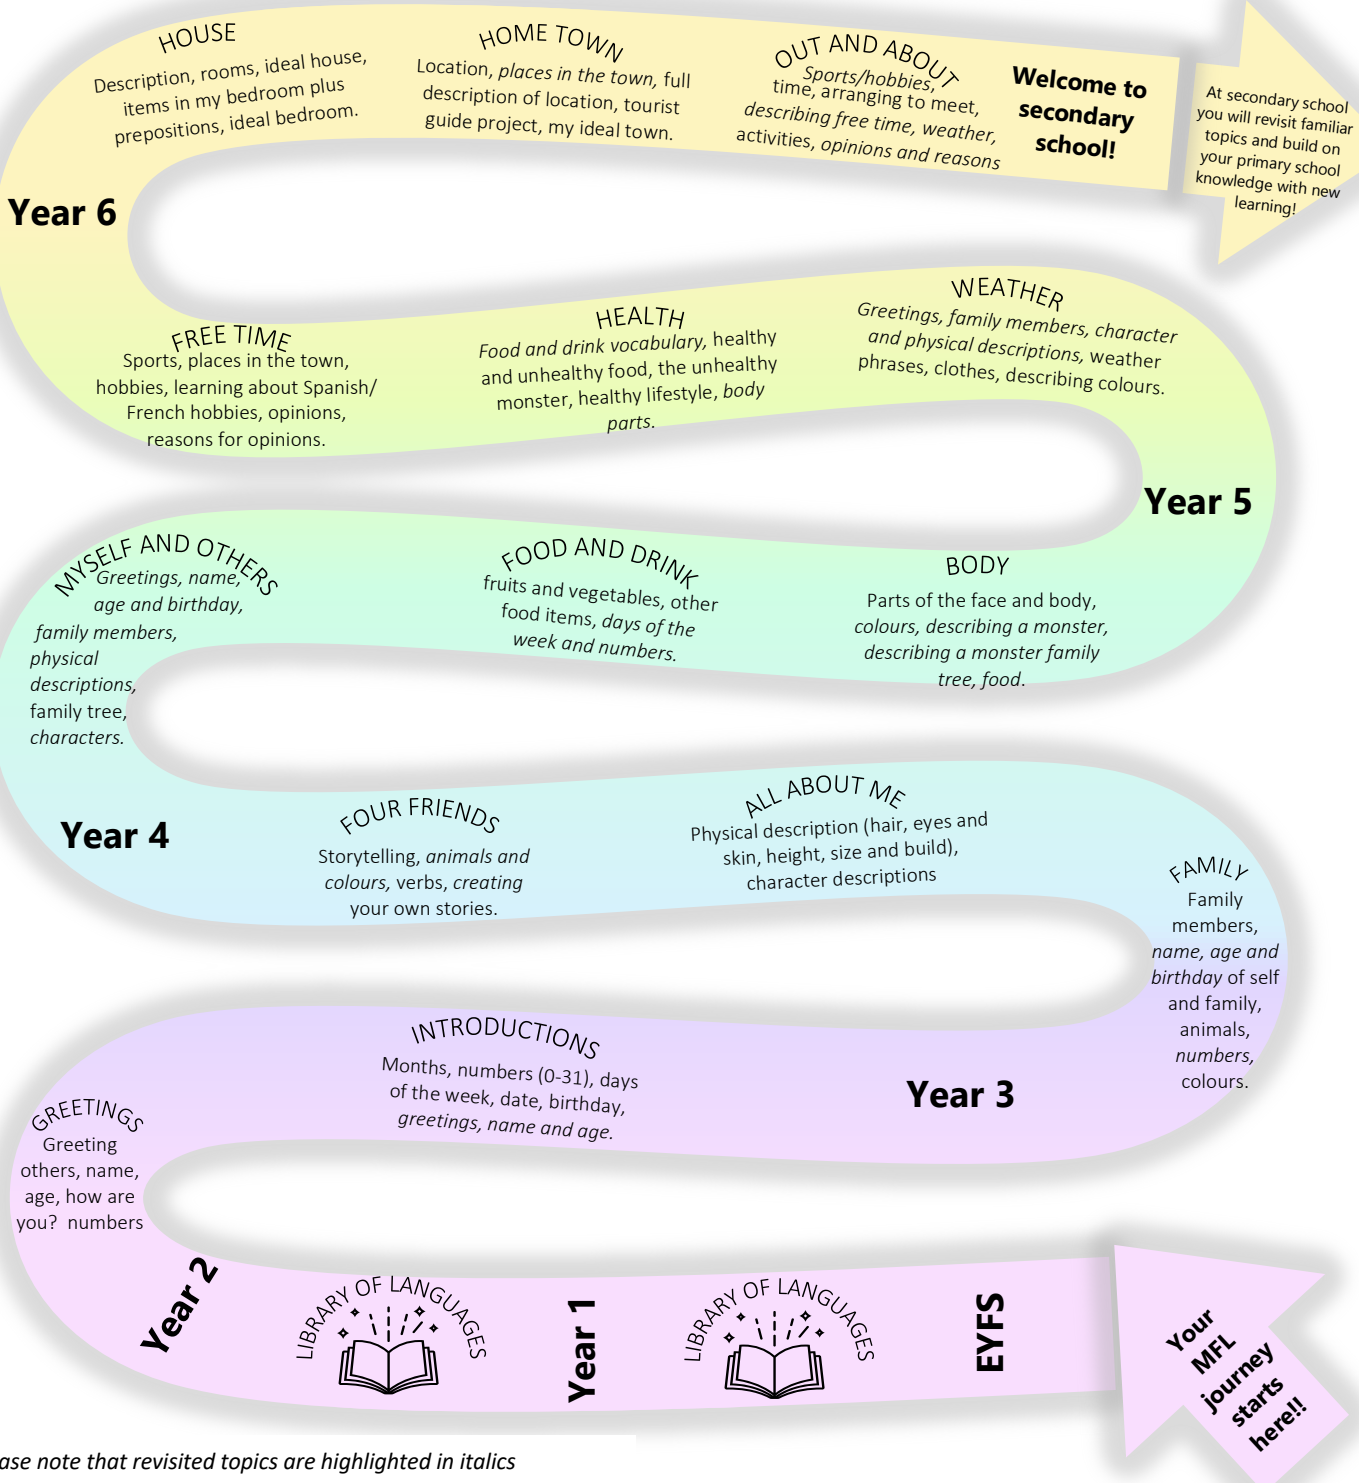 HOUSE
Description, rooms, ideal house,
items in my bedroom plus
prepositions, ideal bedroom.
HOME TOWN
Location, places in the town, full
description of location, tourist
guide project, my ideal town.
OUT AND ABOUT
Sports/hobbies,
time, arranging to meet,
describing free time, weather,
activities, opinions and reasons
Welcome to
secondary
school!
At secondary school
you will revisit familiar
topics and build on
your primary school
knowledge with new
learning!
Year 6
FREE TIME
Sports, places in the town,
hobbies, learning about Spanish/
French hobbies, opinions,
reasons for opinions.
HEALTH
Food and drink vocabulary, healthy
and unhealthy food, the unhealthy
monster, healthy lifestyle, body
parts.
WEATHER
Greetings, family members, character
and physical descriptions, weather
phrases, clothes, describing colours.
Year 5
MYSELF AND OTHERS
Greetings, name,
age and birthday,
family members,
physical
descriptions,
family tree,
characters.
FOOD AND DRINK
fruits and vegetables, other
food items, days of the
week and numbers.
BODY
Parts of the face and body,
colours, describing a monster,
describing a monster family
tree, food.
Year 4
FOUR FRIENDS
Storytelling, animals and
colours, verbs, creating
your own stories.
ALL ABOUT ME
Physical description (hair, eyes and
skin, height, size and build),
character descriptions
FAMILY
Family
members,
name, age and
birthday of self
and family,
animals,
numbers,
colours.
INTRODUCTIONS
Months, numbers (0-31), days
of the week, date, birthday,
greetings, name and age.
Year 3
GREETINGS
Greeting
others, name,
age, how are
you? numbers
Year 2
LIBRARY OF LANGUAGES
Year 1
LIBRARY OF LANGUAGES
EYFS
Your
MFL
journey
starts
here!!
ase note that revisited topics are highlighted in italics